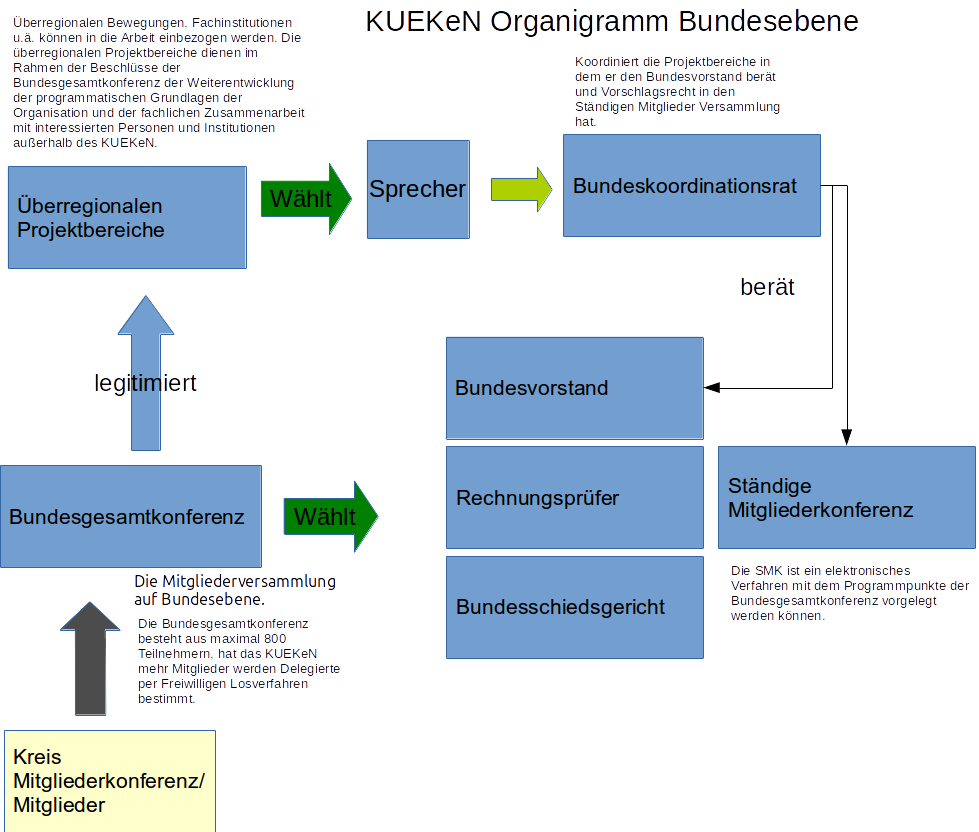 KUEKeN Organigramm Bundesebene
Überregionalen Bewegungen, Fachinstitutionen
u.ä. können in die Arbeit einbezogen werden. Die
überregionalen Projektbereiche dienen im
Rahmen der Beschlüsse der
Bundesgesamtkonferenz der Weiterentwicklung
der programmatischen Grundlagen der
Organisation und der fachlichen Zusammenarbeit
mit interessierten Personen und Institutionen
außerhalb des KUEKeN.
Koordiniert die Projektbereiche in
dem er den Bundesvorstand berät
und Vorschlagsrecht in den
Ständigen Mitglieder Versammlung
hat.
Überregionalen
Projektbereiche
Wählt
Sprecher
Bundeskoordinationsrat
berät
legitimiert
Bundesvorstand
Bundesgesamtkonferenz
Wählt
Rechnungsprüfer
Ständige
Mitgliederkonferenz
Die Mitgliederversammlung
auf Bundesebene.
Die Bundesgesamtkonferenz
besteht aus maximal 800
Teilnehmern, hat das KUEKeN
mehr Mitglieder werden Delegierte
per Freiwilligen Losverfahren
bestimmt.
Bundesschiedsgericht
Die SMK ist ein elektronisches
Verfahren mit dem Programmpunkte der
Bundesgesamtkonferenz vorgelegt
werden können.
Kreis
Mitgliederkonferenz/
Mitglieder